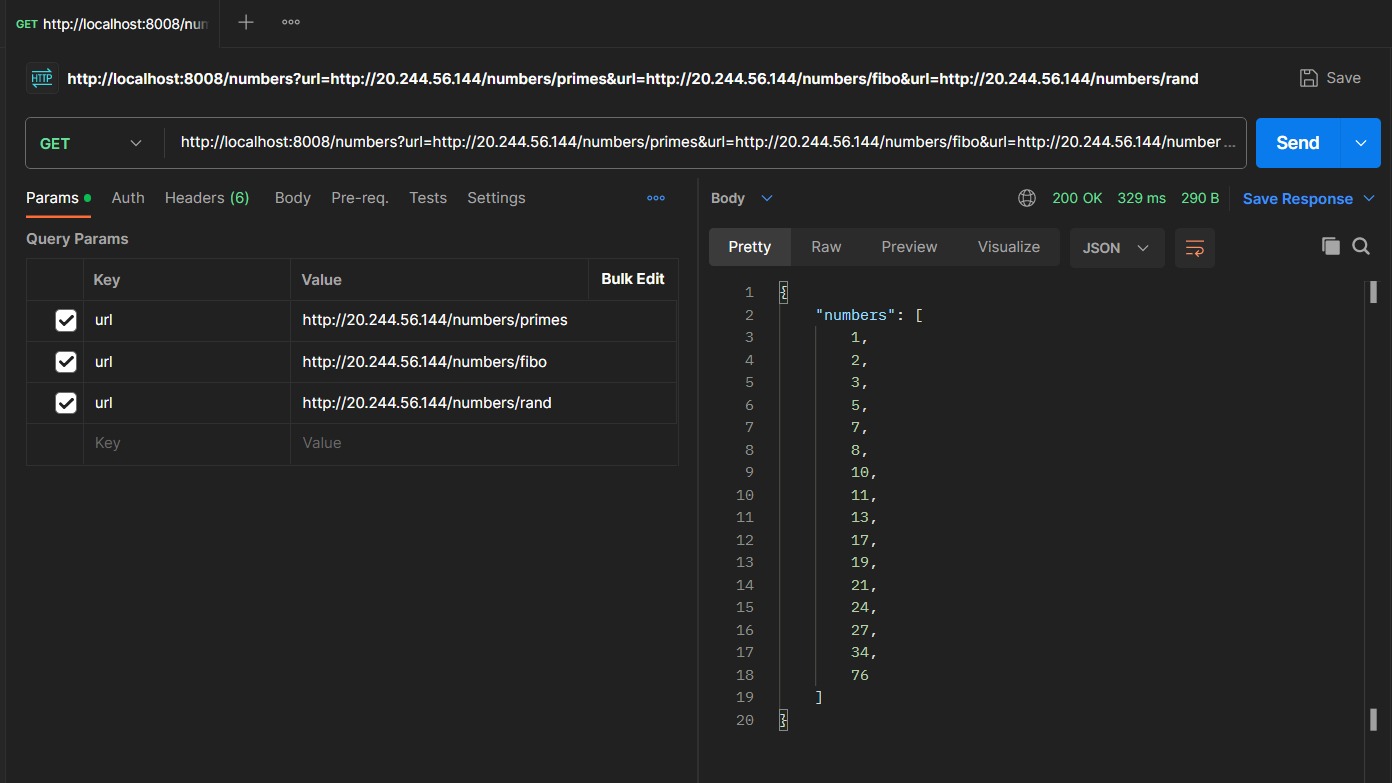 GET http://localhost:8008/nun
HTTP http://localhost:8008/numbers?url=http://20.244.56.144/numbers/primes&url=http://20.244.56.144/numbers/fibo&url=http://20.244.56.144/numbers/rand Save
GET http://localhost:8008/numbers?url=http://20.244.56.144/numbers/primes&url=http://20.244.56.144/numbers/fibo&url=http://20.244.56.144/number ... Send
Params Auth Headers (6) Body Pre-req. Tests Settings
Query Params
Key Value Bulk Edit
url http://20.244.56.144/numbers/primes
url http://20.244.56.144/numbers/fibo
url http://20.244.56.144/numbers/rand
Key Value
Body 200 OK 329 ms 290 B Save Response
Pretty Raw Preview Visualize JSON
1 {
2 "numbers": [
3 1,
4 2,
5 3,
6 5,
7 7,
8 8,
9 10,
10 11,
11 13,
12 17,
13 19,
14 21,
15 24,
16 27,
17 34,
18 76
19 ]
20 }